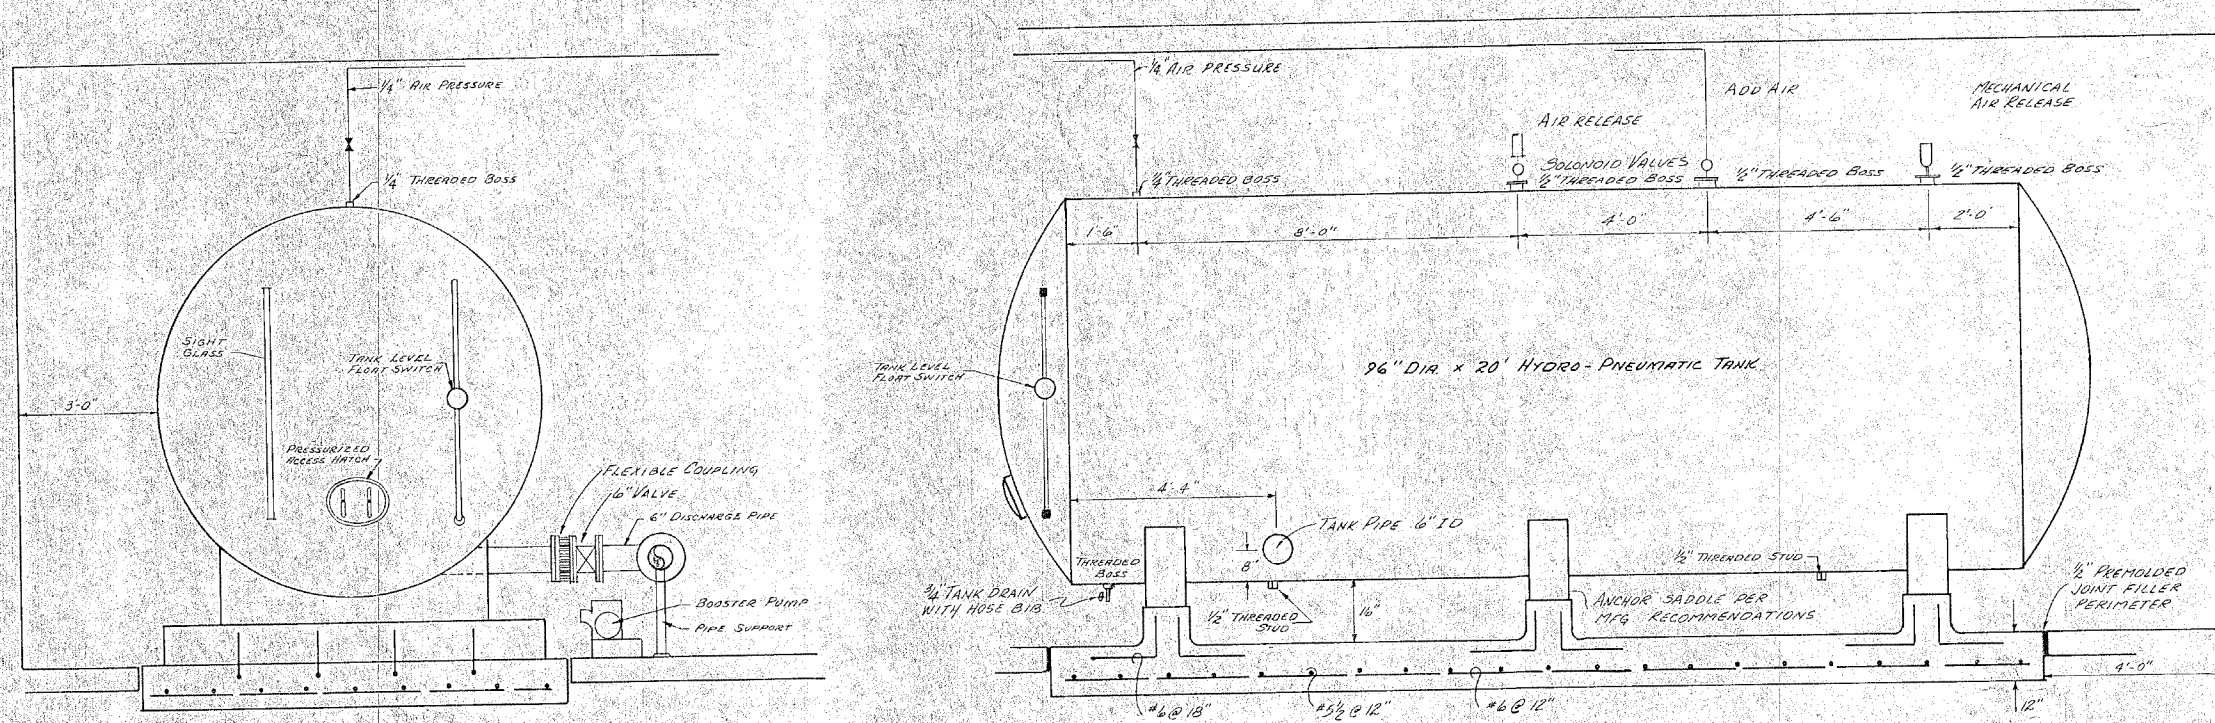 1/4" AIR PRESSURE
1/4" THREADED BOSS
SIGHT
GLASS
TANK LEVEL
FLOAT SWITCH
3'-0"
PRESSURIZED
ACCESS HATCH
FLEXIBLE COUPLING
6" VALVE
6" DISCHARGE PIPE
BOOSTER PUMP
PIPE SUPPORT
1/4" AIR PRESSURE
ADD AIR
MECHANICAL
AIR RELEASE
AIR RELEASE
SOLONOID VALVES
1/4" THREADED BOSS
1/2" THREADED BOSS
1/2" THREADED BOSS
1/2" THREADED BOSS
1'-6"
8'-0"
4'-0"
4'-6"
2'-0"
TANK LEVEL
FLOAT SWITCH
96" DIA. x 20' HYDRO-PNEUMATIC TANK
4'-4"
TANK PIPE 6" ID
8"
THREADED
BOSS
3/4" TANK DRAIN
WITH HOSE BIB
1/2" THREADED
STUD
16"
1/2" THREADED STUD
ANCHOR SADDLE PER
MFG RECOMMENDATIONS
1/2" PREMOLDED
JOINT FILLER
PERIMETER
4'-0"
12"
#6 @ 18"
#5 1/2 @ 12"
#6 @ 12"